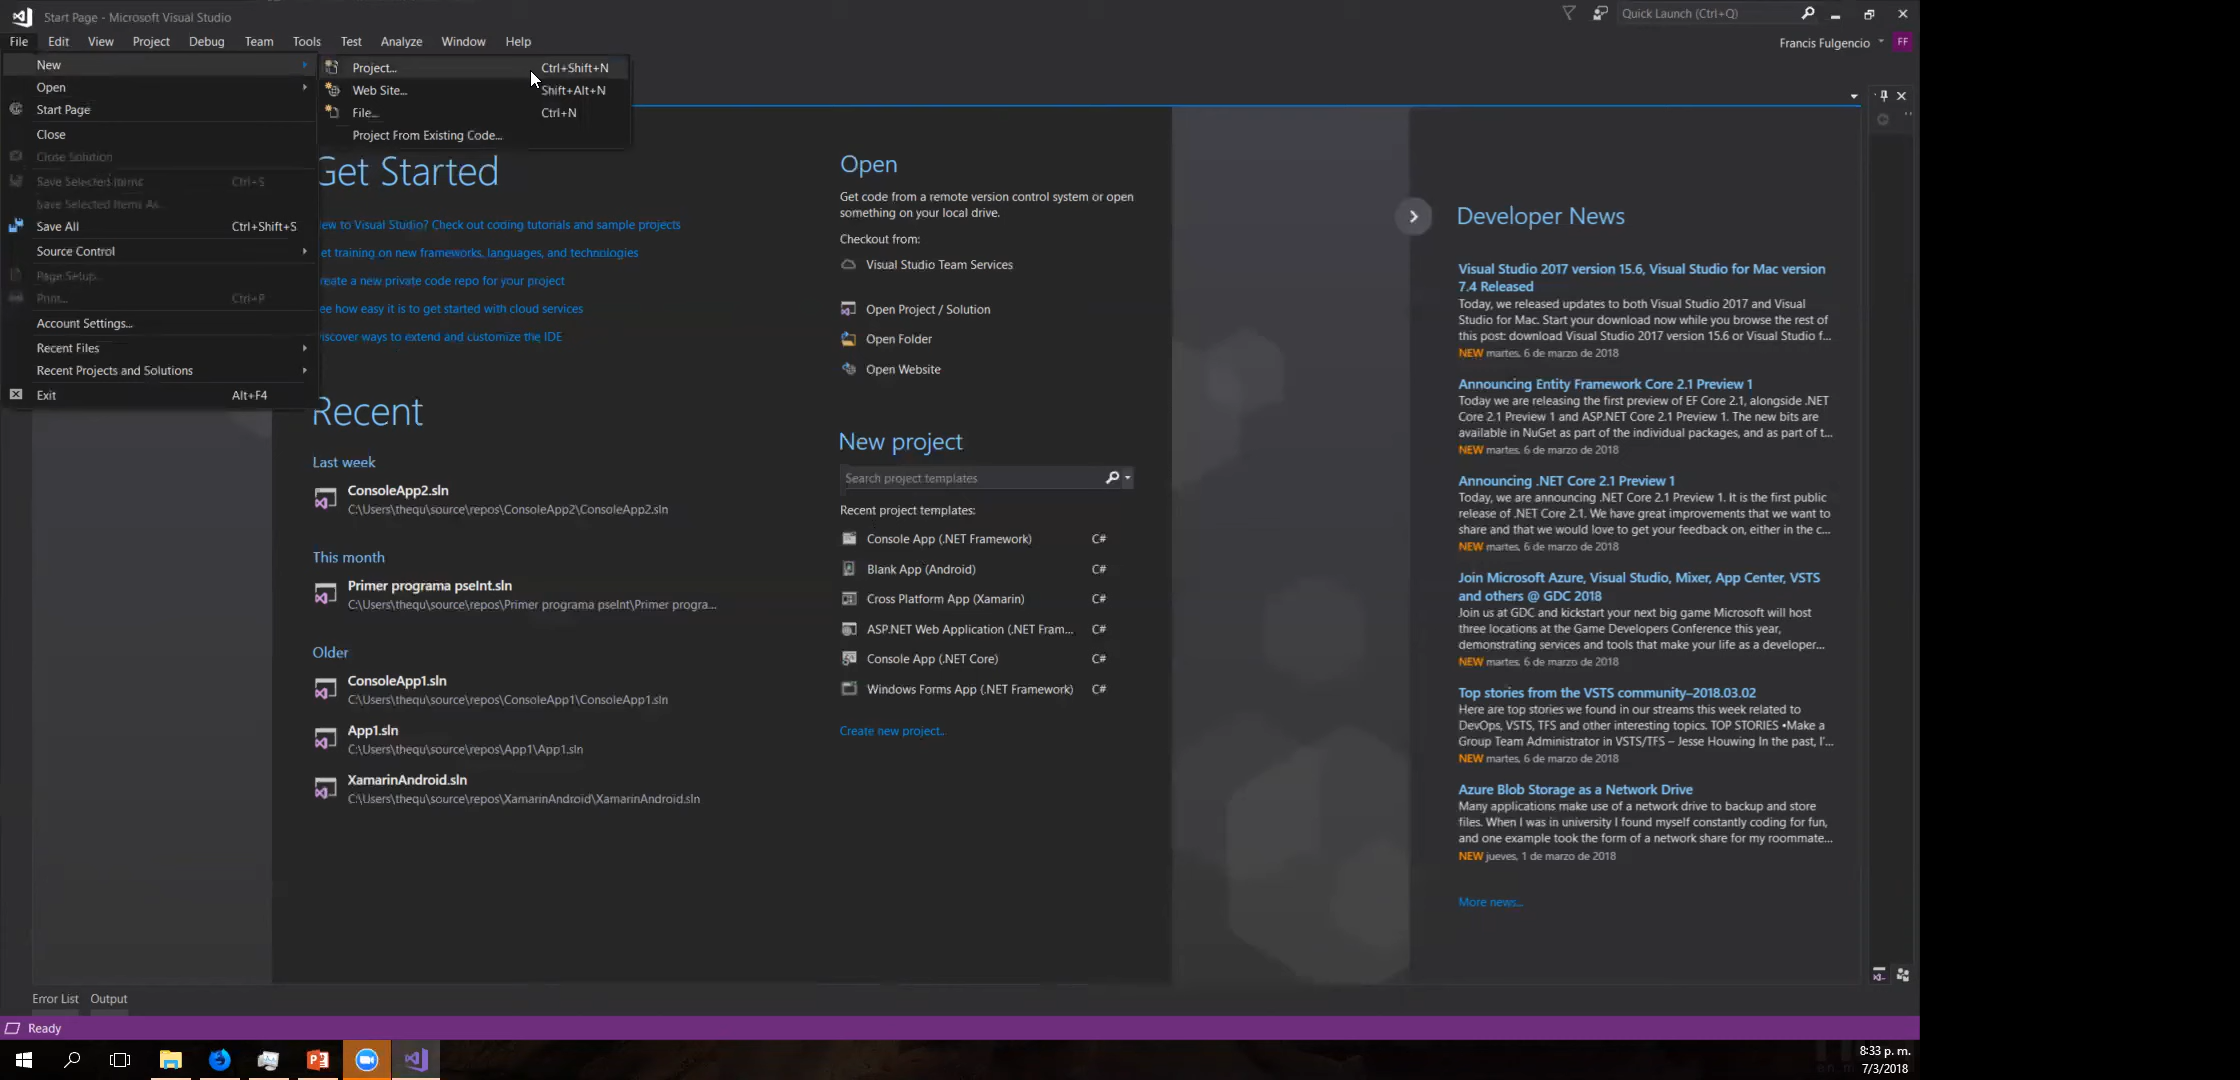 Start Page - Microsoft Visual Studio
Quick Launch (Ctrl+Q)
File Edit View Project Debug Team Tools Test Analyze Window Help
Francis Fulgencio FF
New
Open
Start Page
Close
Close Solution
Save Selected Items Ctrl+S
Save Selected Items As...
Save All Ctrl+Shift+S
Source Control
Page Setup...
Print... Ctrl+P
Account Settings...
Recent Files
Recent Projects and Solutions
Exit Alt+F4
Project... Ctrl+Shift+N
Web Site... Shift+Alt+N
File... Ctrl+N
Project From Existing Code...
Get Started
ew to Visual Studio? Check out coding tutorials and sample projects
et training on new frameworks, languages, and technologies
reate a new private code repo for your project
ee how easy it is to get started with cloud services
iscover ways to extend and customize the IDE
Recent
Last week
ConsoleApp2.sln
C:\Users\thequ\source\repos\ConsoleApp2\ConsoleApp2.sln
This month
Primer programa pseInt.sln
C:\Users\thequ\source\repos\Primer programa pseInt\Primer progra...
Older
ConsoleApp1.sln
C:\Users\thequ\source\repos\ConsoleApp1\ConsoleApp1.sln
App1.sln
C:\Users\thequ\source\repos\App1\App1.sln
XamarinAndroid.sln
C:\Users\thequ\source\repos\XamarinAndroid\XamarinAndroid.sln
Open
Get code from a remote version control system or open
something on your local drive.
Checkout from:
Visual Studio Team Services
Open Project / Solution
Open Folder
Open Website
New project
Search project templates
Recent project templates:
Console App (.NET Framework) C#
Blank App (Android) C#
Cross Platform App (Xamarin) C#
ASP.NET Web Application (.NET Fram... C#
Console App (.NET Core) C#
Windows Forms App (.NET Framework) C#
Create new project..
Developer News
Visual Studio 2017 version 15.6, Visual Studio for Mac version
7.4 Released
Today, we released updates to both Visual Studio 2017 and Visual
Studio for Mac. Start your download now while you browse the rest of
this post: download Visual Studio 2017 version 15.6 or Visual Studio f...
NEW martes, 6 de marzo de 2018
Announcing Entity Framework Core 2.1 Preview 1
Today we are releasing the first preview of EF Core 2.1, alongside .NET
Core 2.1 Preview 1 and ASP.NET Core 2.1 Preview 1. The new bits are
available in NuGet as part of the individual packages, and as part of t...
NEW martes, 6 de marzo de 2018
Announcing .NET Core 2.1 Preview 1
Today, we are announcing .NET Core 2.1 Preview 1. It is the first public
release of .NET Core 2.1. We have great improvements that we want to
share and that we would love to get your feedback on, either in the c...
NEW martes, 6 de marzo de 2018
Join Microsoft Azure, Visual Studio, Mixer, App Center, VSTS
and others @ GDC 2018
Join us at GDC and kickstart your next big game Microsoft will host
three locations at the Game Developers Conference this year,
demonstrating services and tools that make your life as a developer...
NEW martes, 6 de marzo de 2018
Top stories from the VSTS community–2018.03.02
Here are top stories we found in our streams this week related to
DevOps, VSTS, TFS and other interesting topics. TOP STORIES •Make a
Group Team Administrator in VSTS/TFS – Jesse Houwing In the past, I'...
NEW martes, 6 de marzo de 2018
Azure Blob Storage as a Network Drive
Many applications make use of a network drive to backup and store
files. When I was in university I found myself constantly coding for fun,
and one example took the form of a network share for my roommate...
NEW jueves, 1 de marzo de 2018
More news...
Error List Output
Ready
8:33 p. m.
7/3/2018